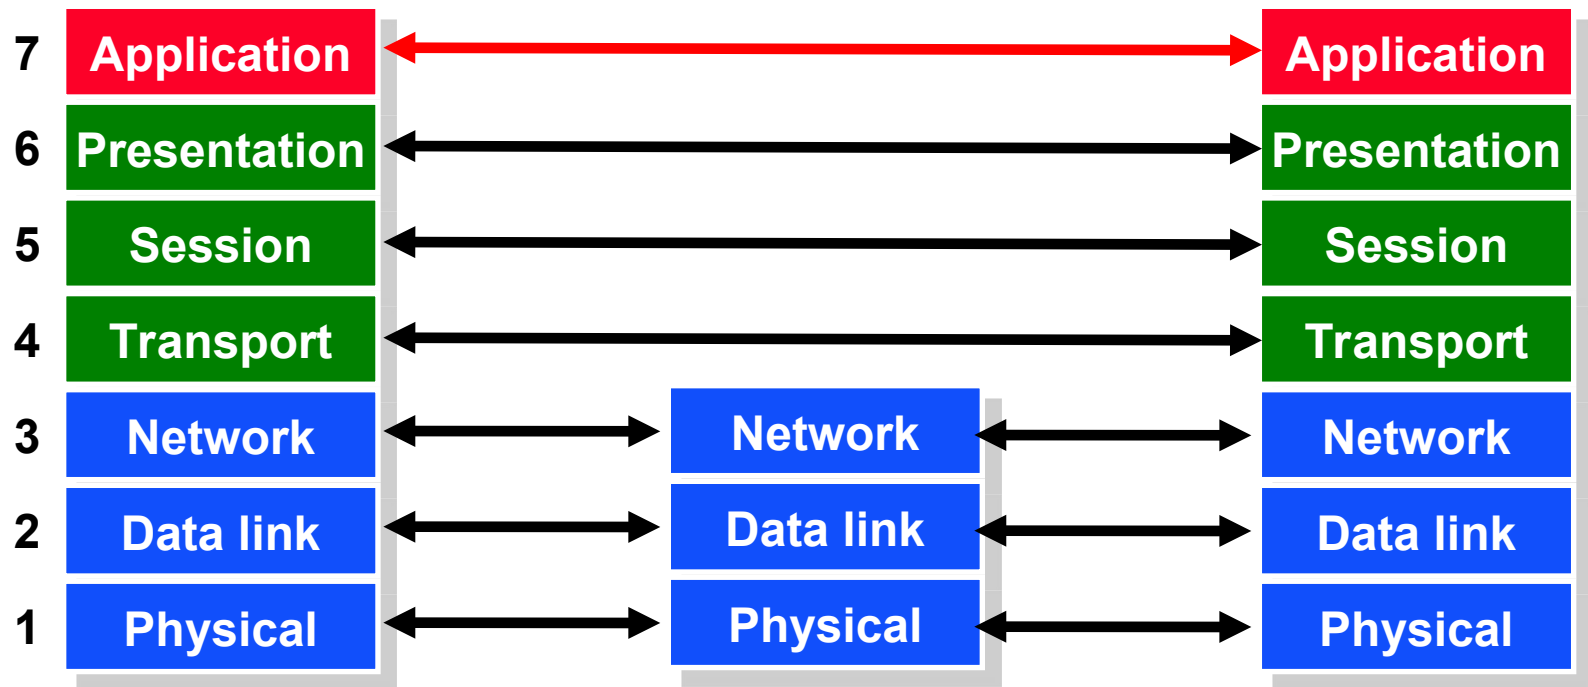 7 Application Application
6 Presentation Presentation
5 Session Session
4 Transport Transport
3 Network Network Network
2 Data link Data link Data link
1 Physical Physical Physical